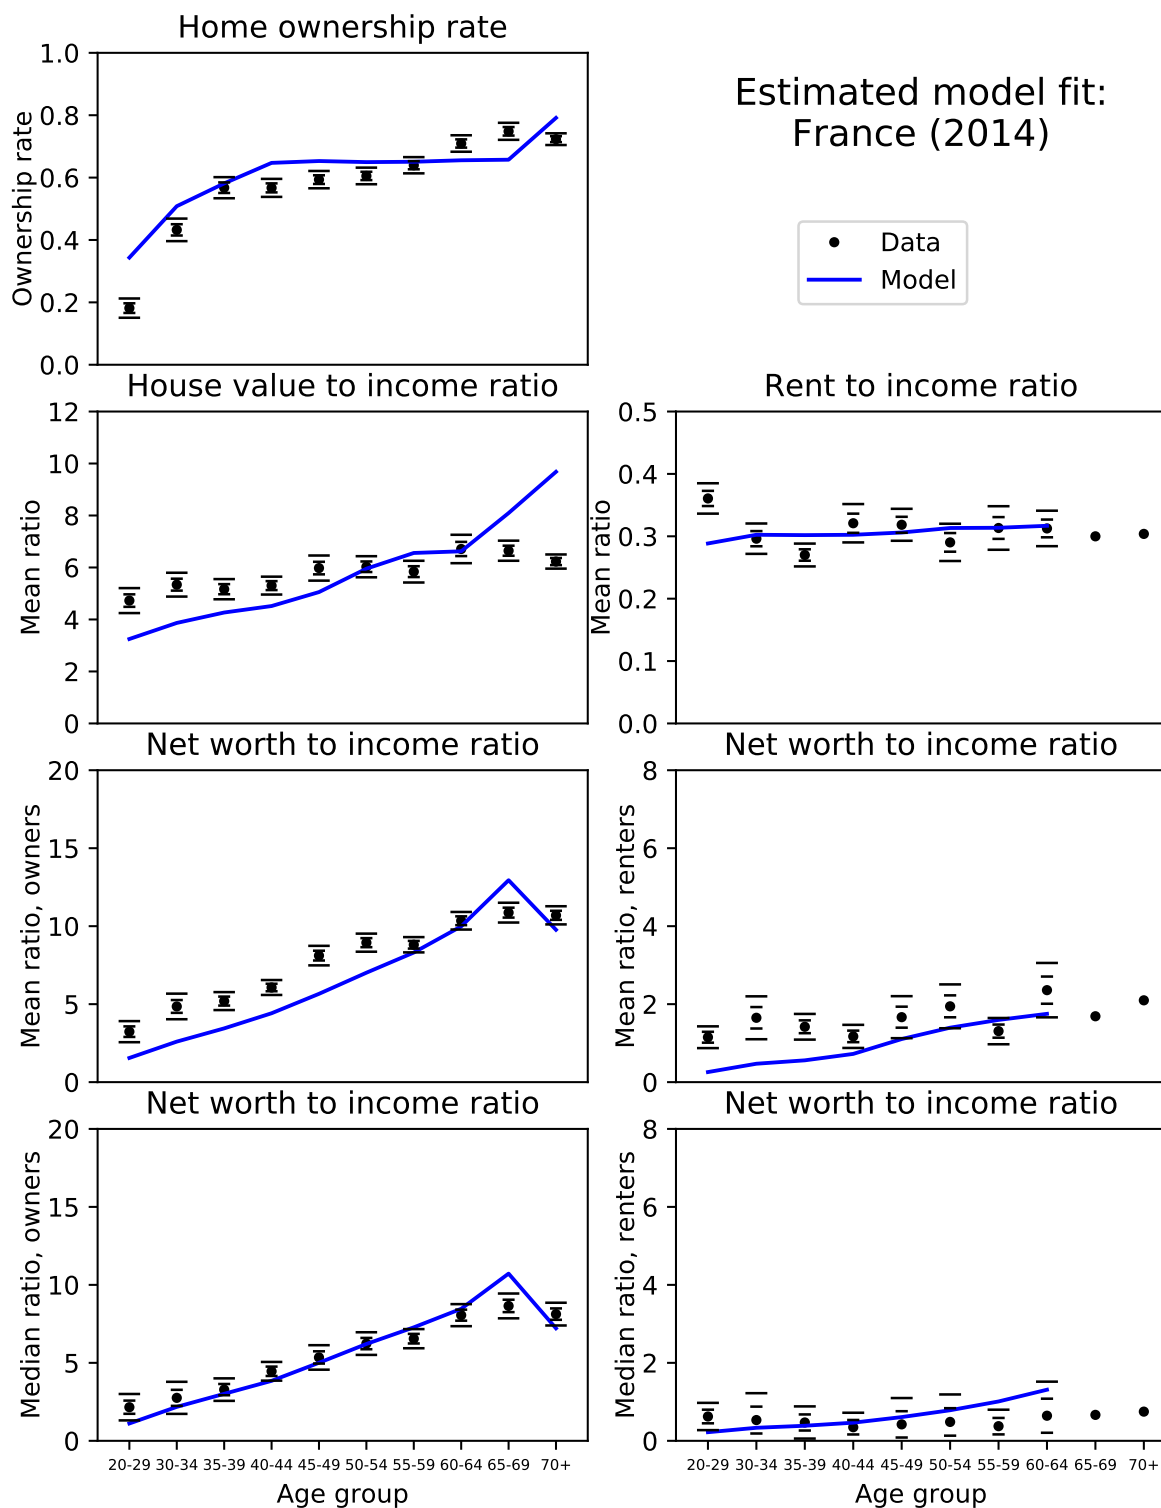 Home ownership rate
Ownership rate
1.0
0.8
0.6
0.4
0.2
0.0
Estimated model fit:
France (2014)
Data
Model
House value to income ratio
Mean ratio
12
10
8
6
4
2
0
Rent to income ratio
Mean ratio
0.5
0.4
0.3
0.2
0.1
0.0
Net worth to income ratio
Mean ratio, owners
20
15
10
5
0
Net worth to income ratio
Mean ratio, renters
8
6
4
2
0
Net worth to income ratio
Median ratio, owners
20
15
10
5
0
20-29 30-34 35-39 40-44 45-49 50-54 55-59 60-64 65-69 70+
Age group
Net worth to income ratio
Median ratio, renters
8
6
4
2
0
20-29 30-34 35-39 40-44 45-49 50-54 55-59 60-64 65-69 70+
Age group